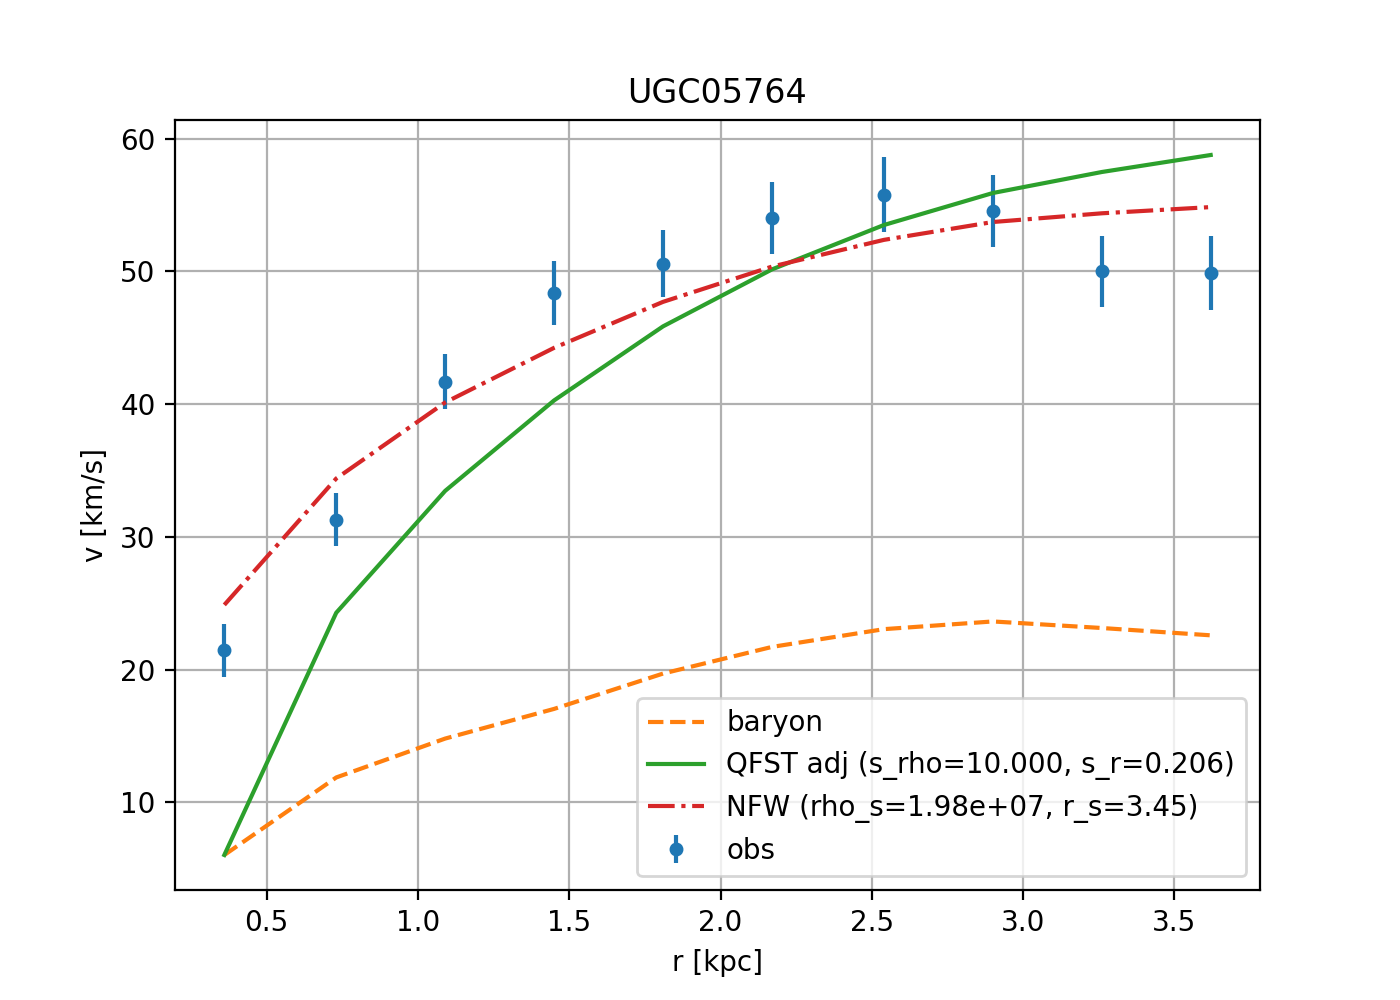 UGC05764
60
50
40
30
20
10
v [km/s]
baryon
QFST adj (s_rho=10.000, s_r=0.206)
NFW (rho_s=1.98e+07, r_s=3.45)
obs
0.5 1.0 1.5 2.0 2.5 3.0 3.5
r [kpc]